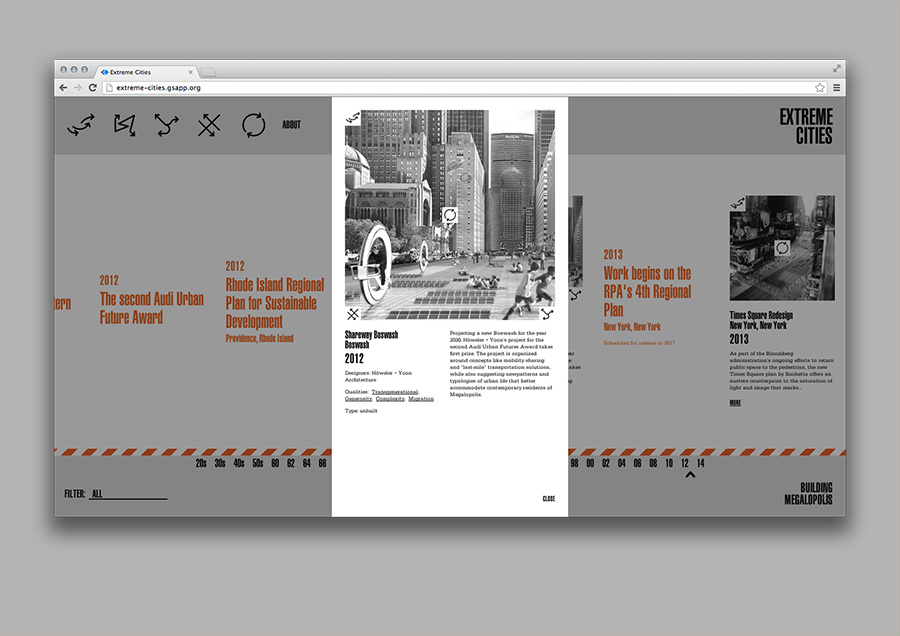 Extreme Cities
extreme-cities.gsapp.org
ABOUT
EXTREME
CITIES
tern
2012
The second Audi Urban
Future Award
2012
Rhode Island Regional
Plan for Sustainable
Development
Providence, Rhode Island
Shareway Boswash
Boswash
2012
Designers: Höweler + Yoon
Architecture
Qualities: Transgenerational,
Generosity, Complexity, Migration
Type: unbuilt
Projecting a new Boswash for the year
2030, Höweler + Yoon's project for the
second Audi Urban Futures Award takes
first prize. The project is organized
around concepts like mobility sharing
and "last-mile" transportation solutions,
while also suggesting newpatterns and
typologies of urban life that better
accommodate contemporary residents of
Megalopolis.
CLOSE
2013
Work begins on the
RPA's 4th Regional
Plan
New York, New York
Scheduled for release in 2017
Times Square Redesign
New York, New York
2013
As part of the Bloomberg
administration's ongoing efforts to return
public space to the pedestrian, the new
Times Square plan by Snohetta offers an
austere counterpoint to the saturation of
light and image that marks...
MORE
20s 30s 40s 50s 60 62 64 66
98 00 02 04 06 08 10 12 14
FILTER: ALL
BUILDING
MEGALOPOLIS